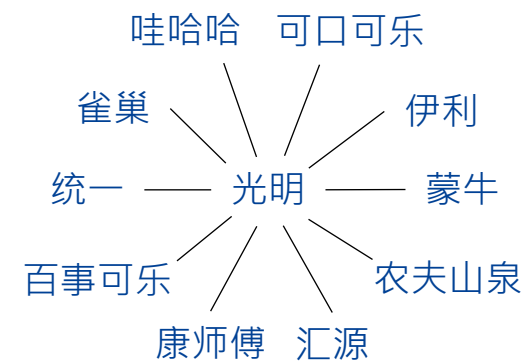 哇哈哈 可口可乐
雀巢 伊利
统一 光明 蒙牛
百事可乐 农夫山泉
康师傅 汇源